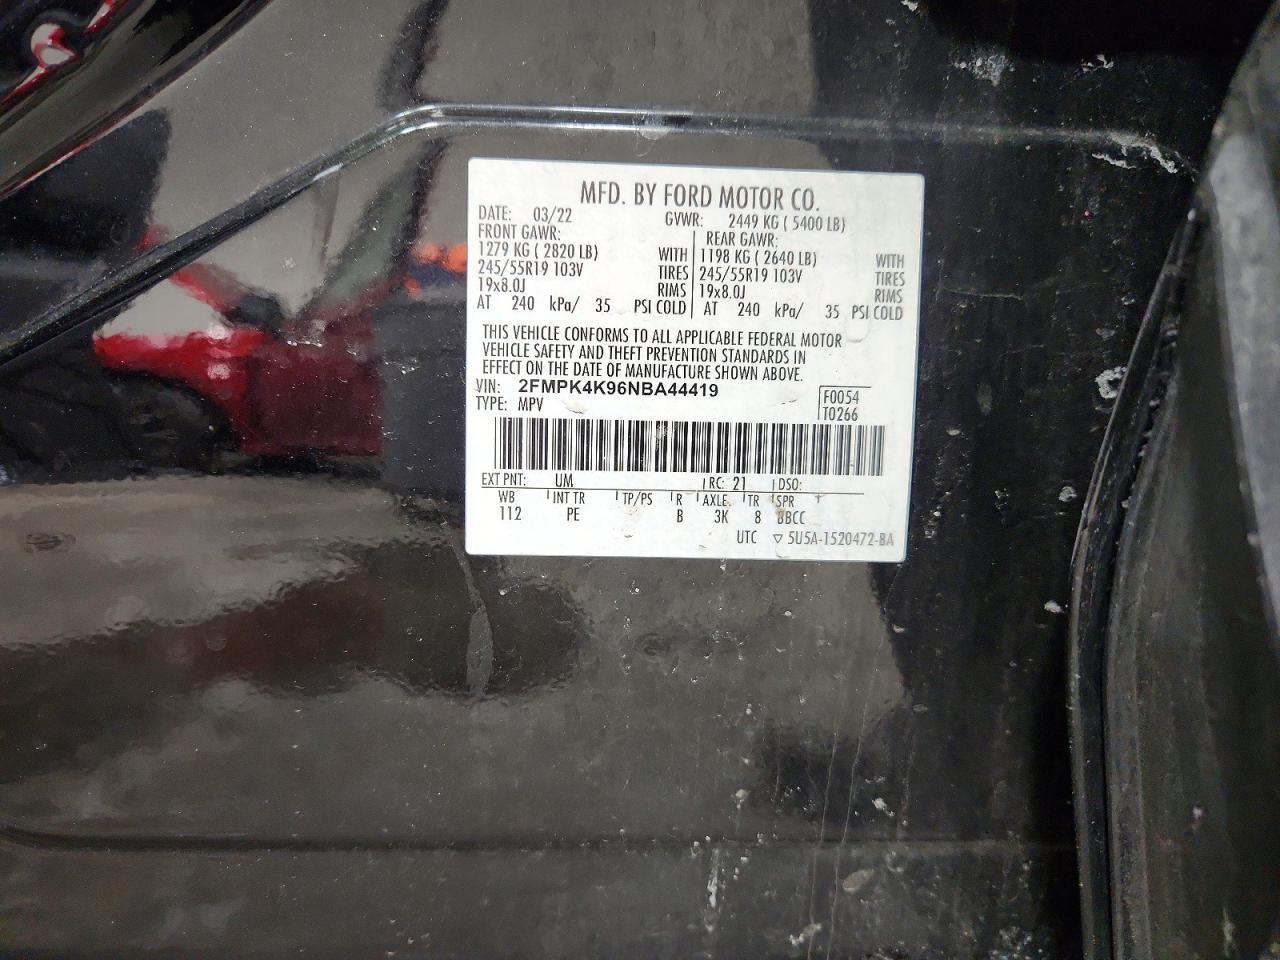 MFD. BY FORD MOTOR CO.
DATE: 03/22 GVWR: 2449 KG ( 5400 LB)
FRONT GAWR: REAR GAWR:
1279 KG ( 2820 LB) WITH 1198 KG ( 2640 LB) WITH
245/55R19 103V TIRES 245/55R19 103V TIRES
19x8.0J RIMS 19x8.0J RIMS
AT 240 kPa/ 35 PSI COLD AT 240 kPa/ 35 PSI COLD
THIS VEHICLE CONFORMS TO ALL APPLICABLE FEDERAL MOTOR
VEHICLE SAFETY AND THEFT PREVENTION STANDARDS IN
EFFECT ON THE DATE OF MANUFACTURE SHOWN ABOVE.
VIN: 2FMPK4K96NBA44419
TYPE: MPV
F0054
T0266
EXT PNT: UM RC: 21 DSO:
WB INT TR TP/PS R AXLE TR SPR
112 PE B 3K 8 BBCC
UTC ▽ 5U5A-1520472-BA